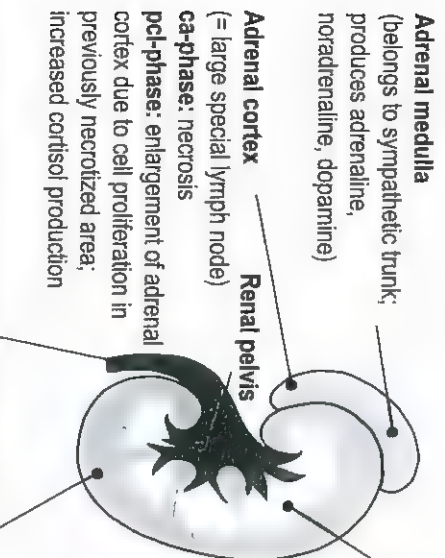 Adrenal medulla
(belongs to sympathetic trunk;
produces adrenaline,
noradrenaline, dopamine)
Adrenal cortex
(= large special lymph node)
ca-phase: necrosis
pcl-phase: enlargement of adrenal
cortex due to cell proliferation in
previously necrotized area;
increased cortisol production
Renal pelvis